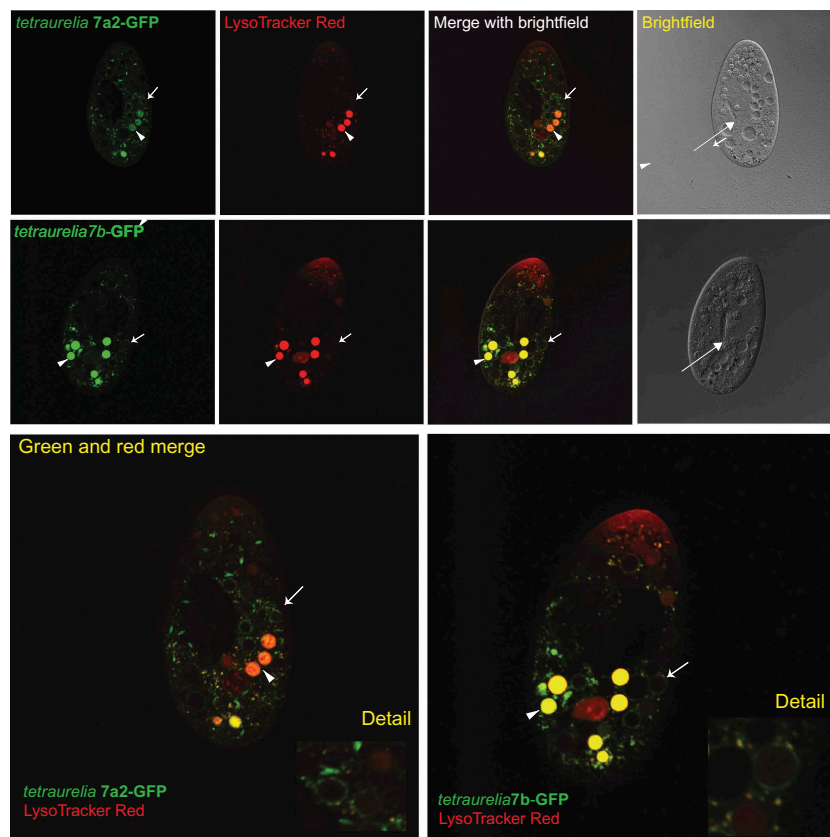 tetraurelia 7a2-GFP
LysoTracker Red
Merge with brightfield
Brightfield
tetraurelia7b-GFP
Green and red merge
Detail
tetraurelia 7a2-GFP
LysoTracker Red
Detail
tetraurelia7b-GFP
LysoTracker Red